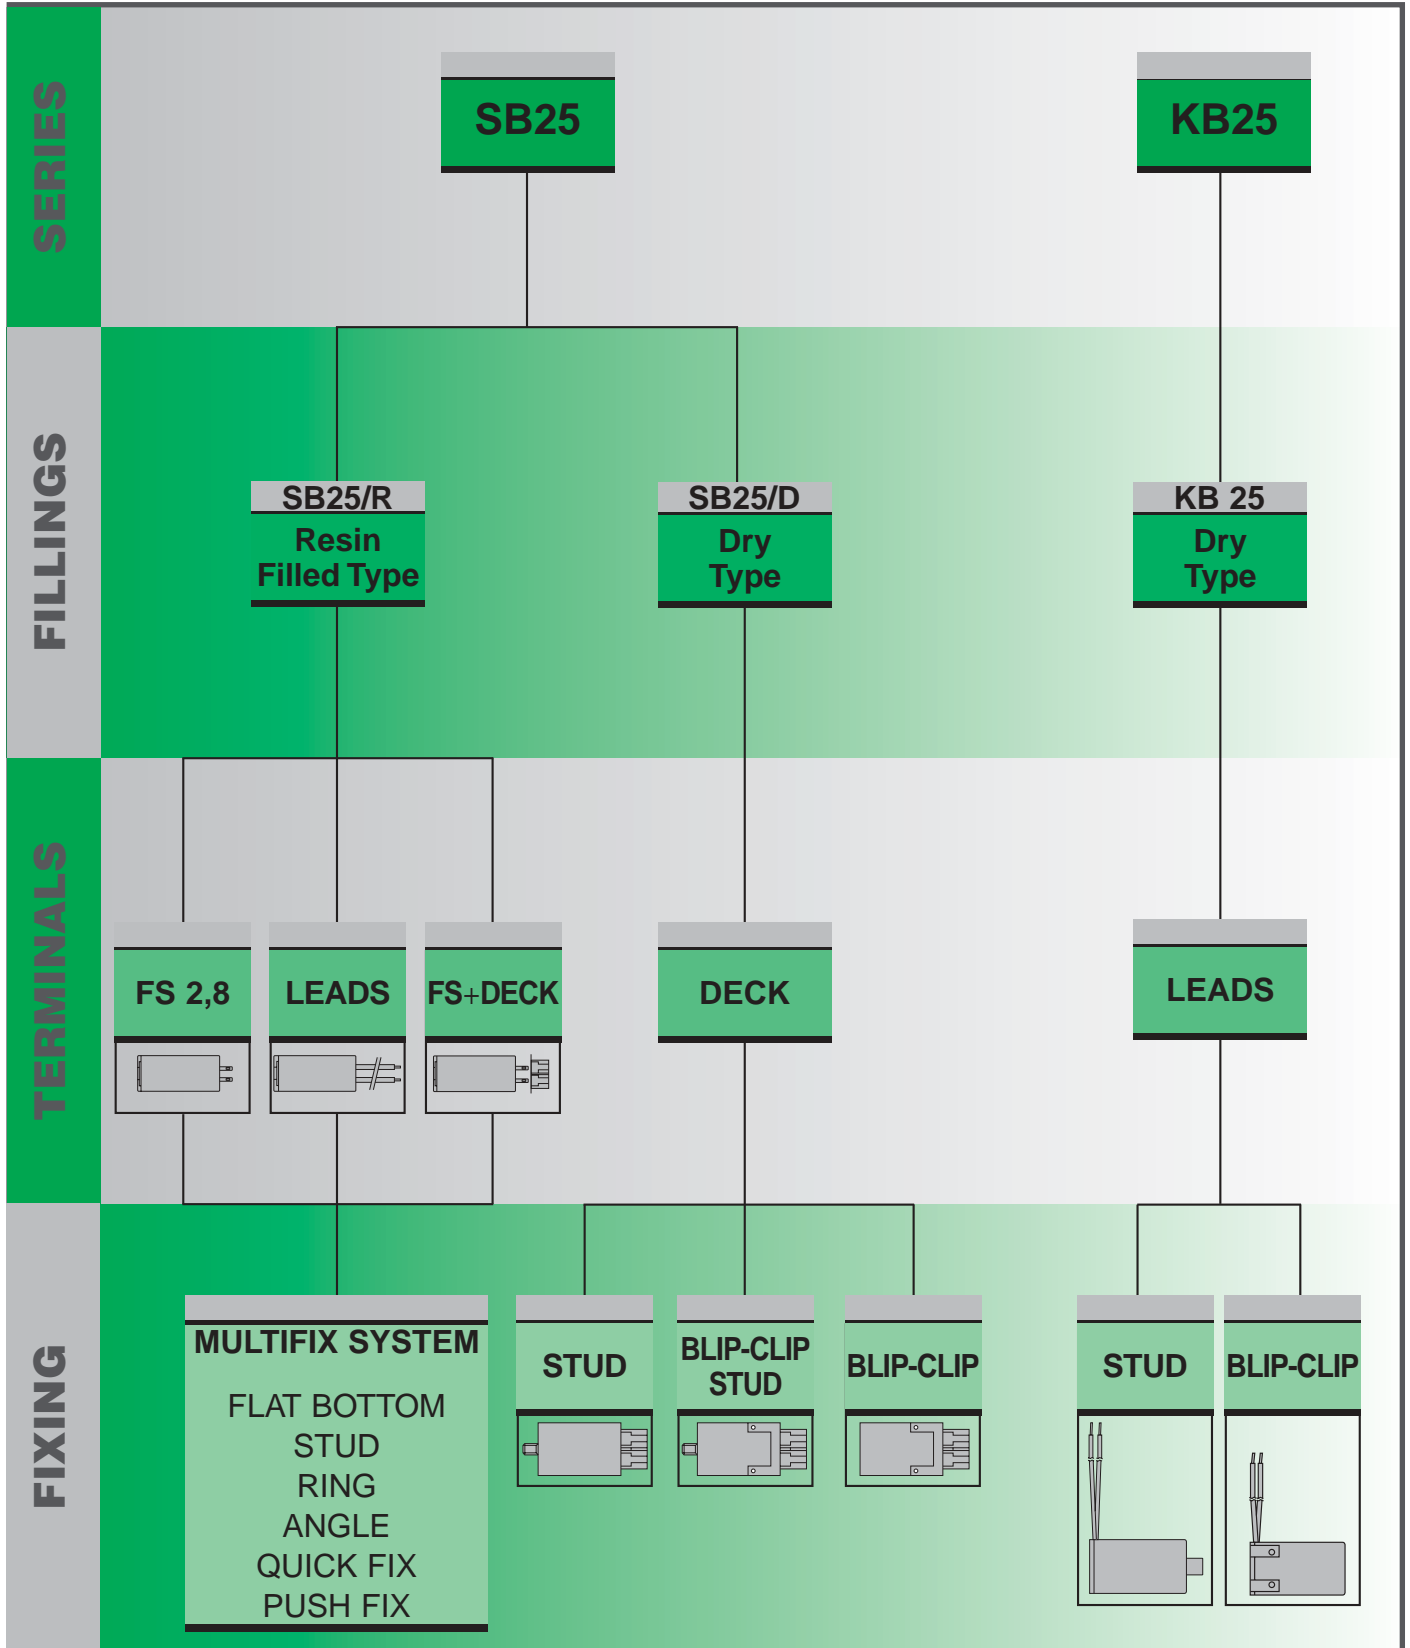 SERIES
SB25
KB25
FILLINGS
SB25/R
Resin
Filled Type
SB25/D
Dry
Type
KB 25
Dry
Type
TERMINALS
FS 2,8
LEADS
FS+DECK
DECK
LEADS
FIXING
MULTIFIX SYSTEM
FLAT BOTTOM
STUD
RING
ANGLE
QUICK FIX
PUSH FIX
STUD
BLIP-CLIP
STUD
BLIP-CLIP
STUD
BLIP-CLIP